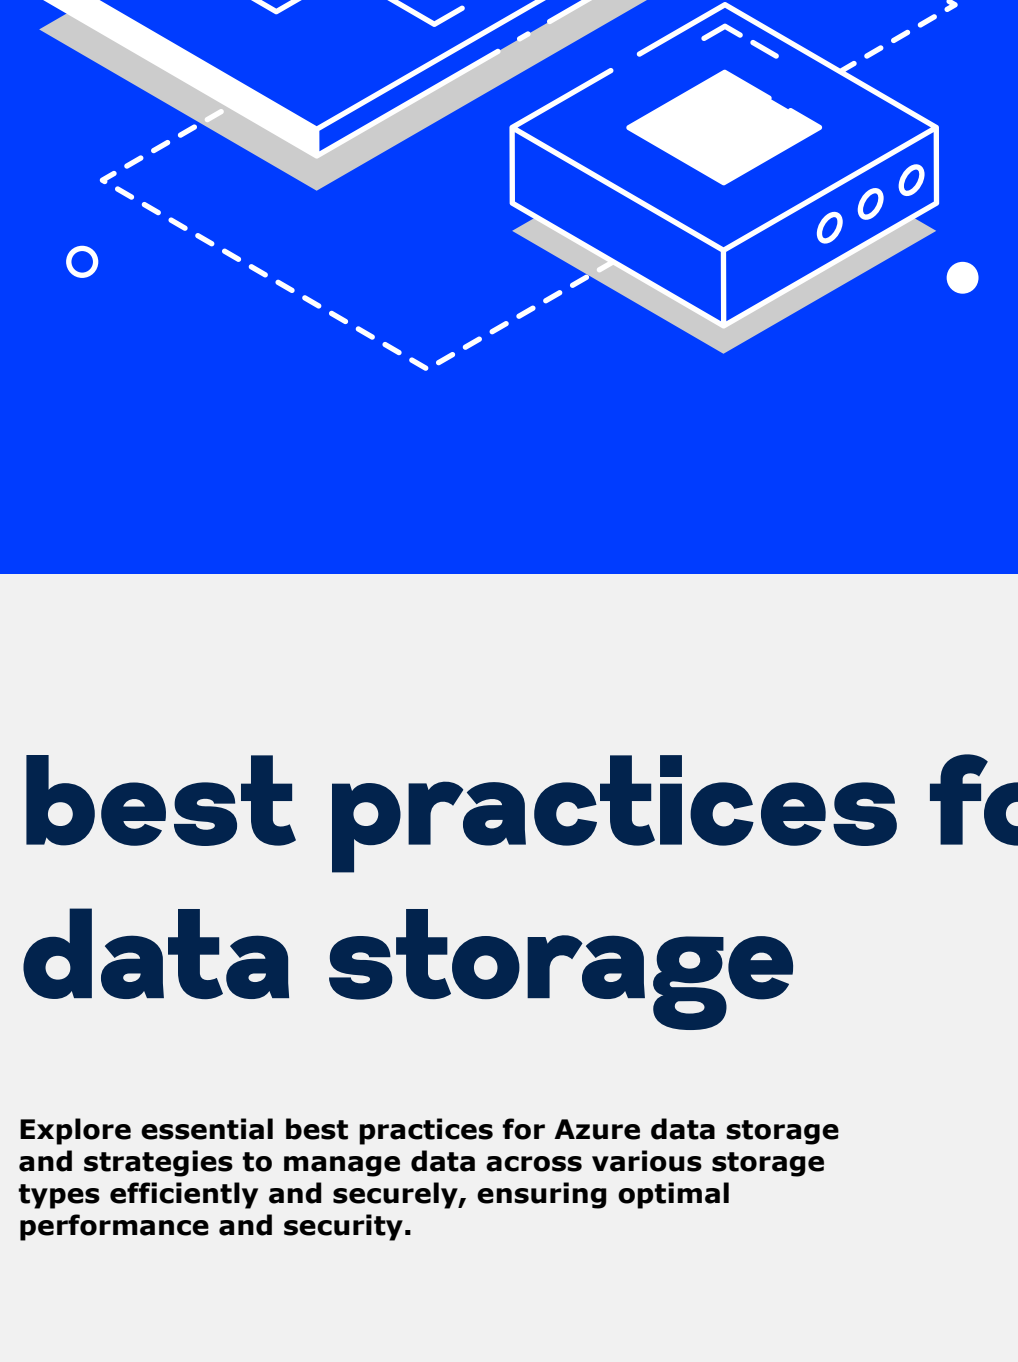 best practices fo
data storage
Explore essential best practices for Azure data storage
and strategies to manage data across various storage
types efficiently and securely, ensuring optimal
performance and security.